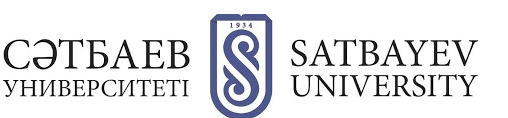 СӘТБАЕВ
УНИВЕРСИТЕТІ
1934
SATBAYEV
UNIVERSITY